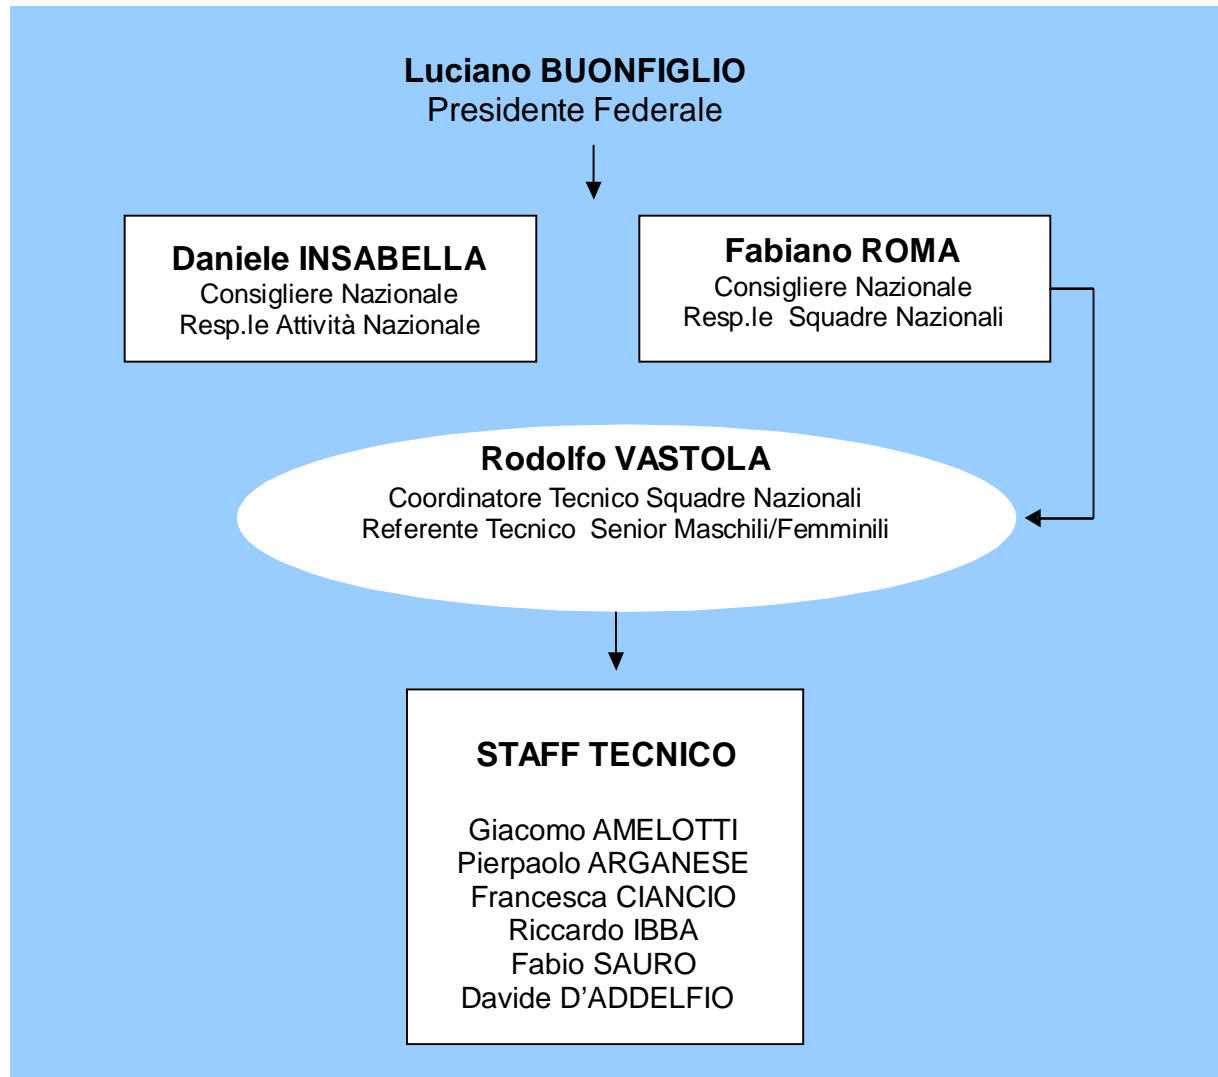 Luciano BUONFIGLIO
Presidente Federale
Daniele INSABELLA
Consigliere Nazionale
Resp.le Attività Nazionale
Fabiano ROMA
Consigliere Nazionale
Resp.le  Squadre Nazionali
Rodolfo VASTOLA
Coordinatore Tecnico Squadre Nazionali
Referente Tecnico  Senior Maschili/Femminili
STAFF TECNICO
Giacomo AMELOTTI
Pierpaolo ARGANESE
Francesca CIANCIO
Riccardo IBBA
Fabio SAURO
Davide D’ADDELFIO